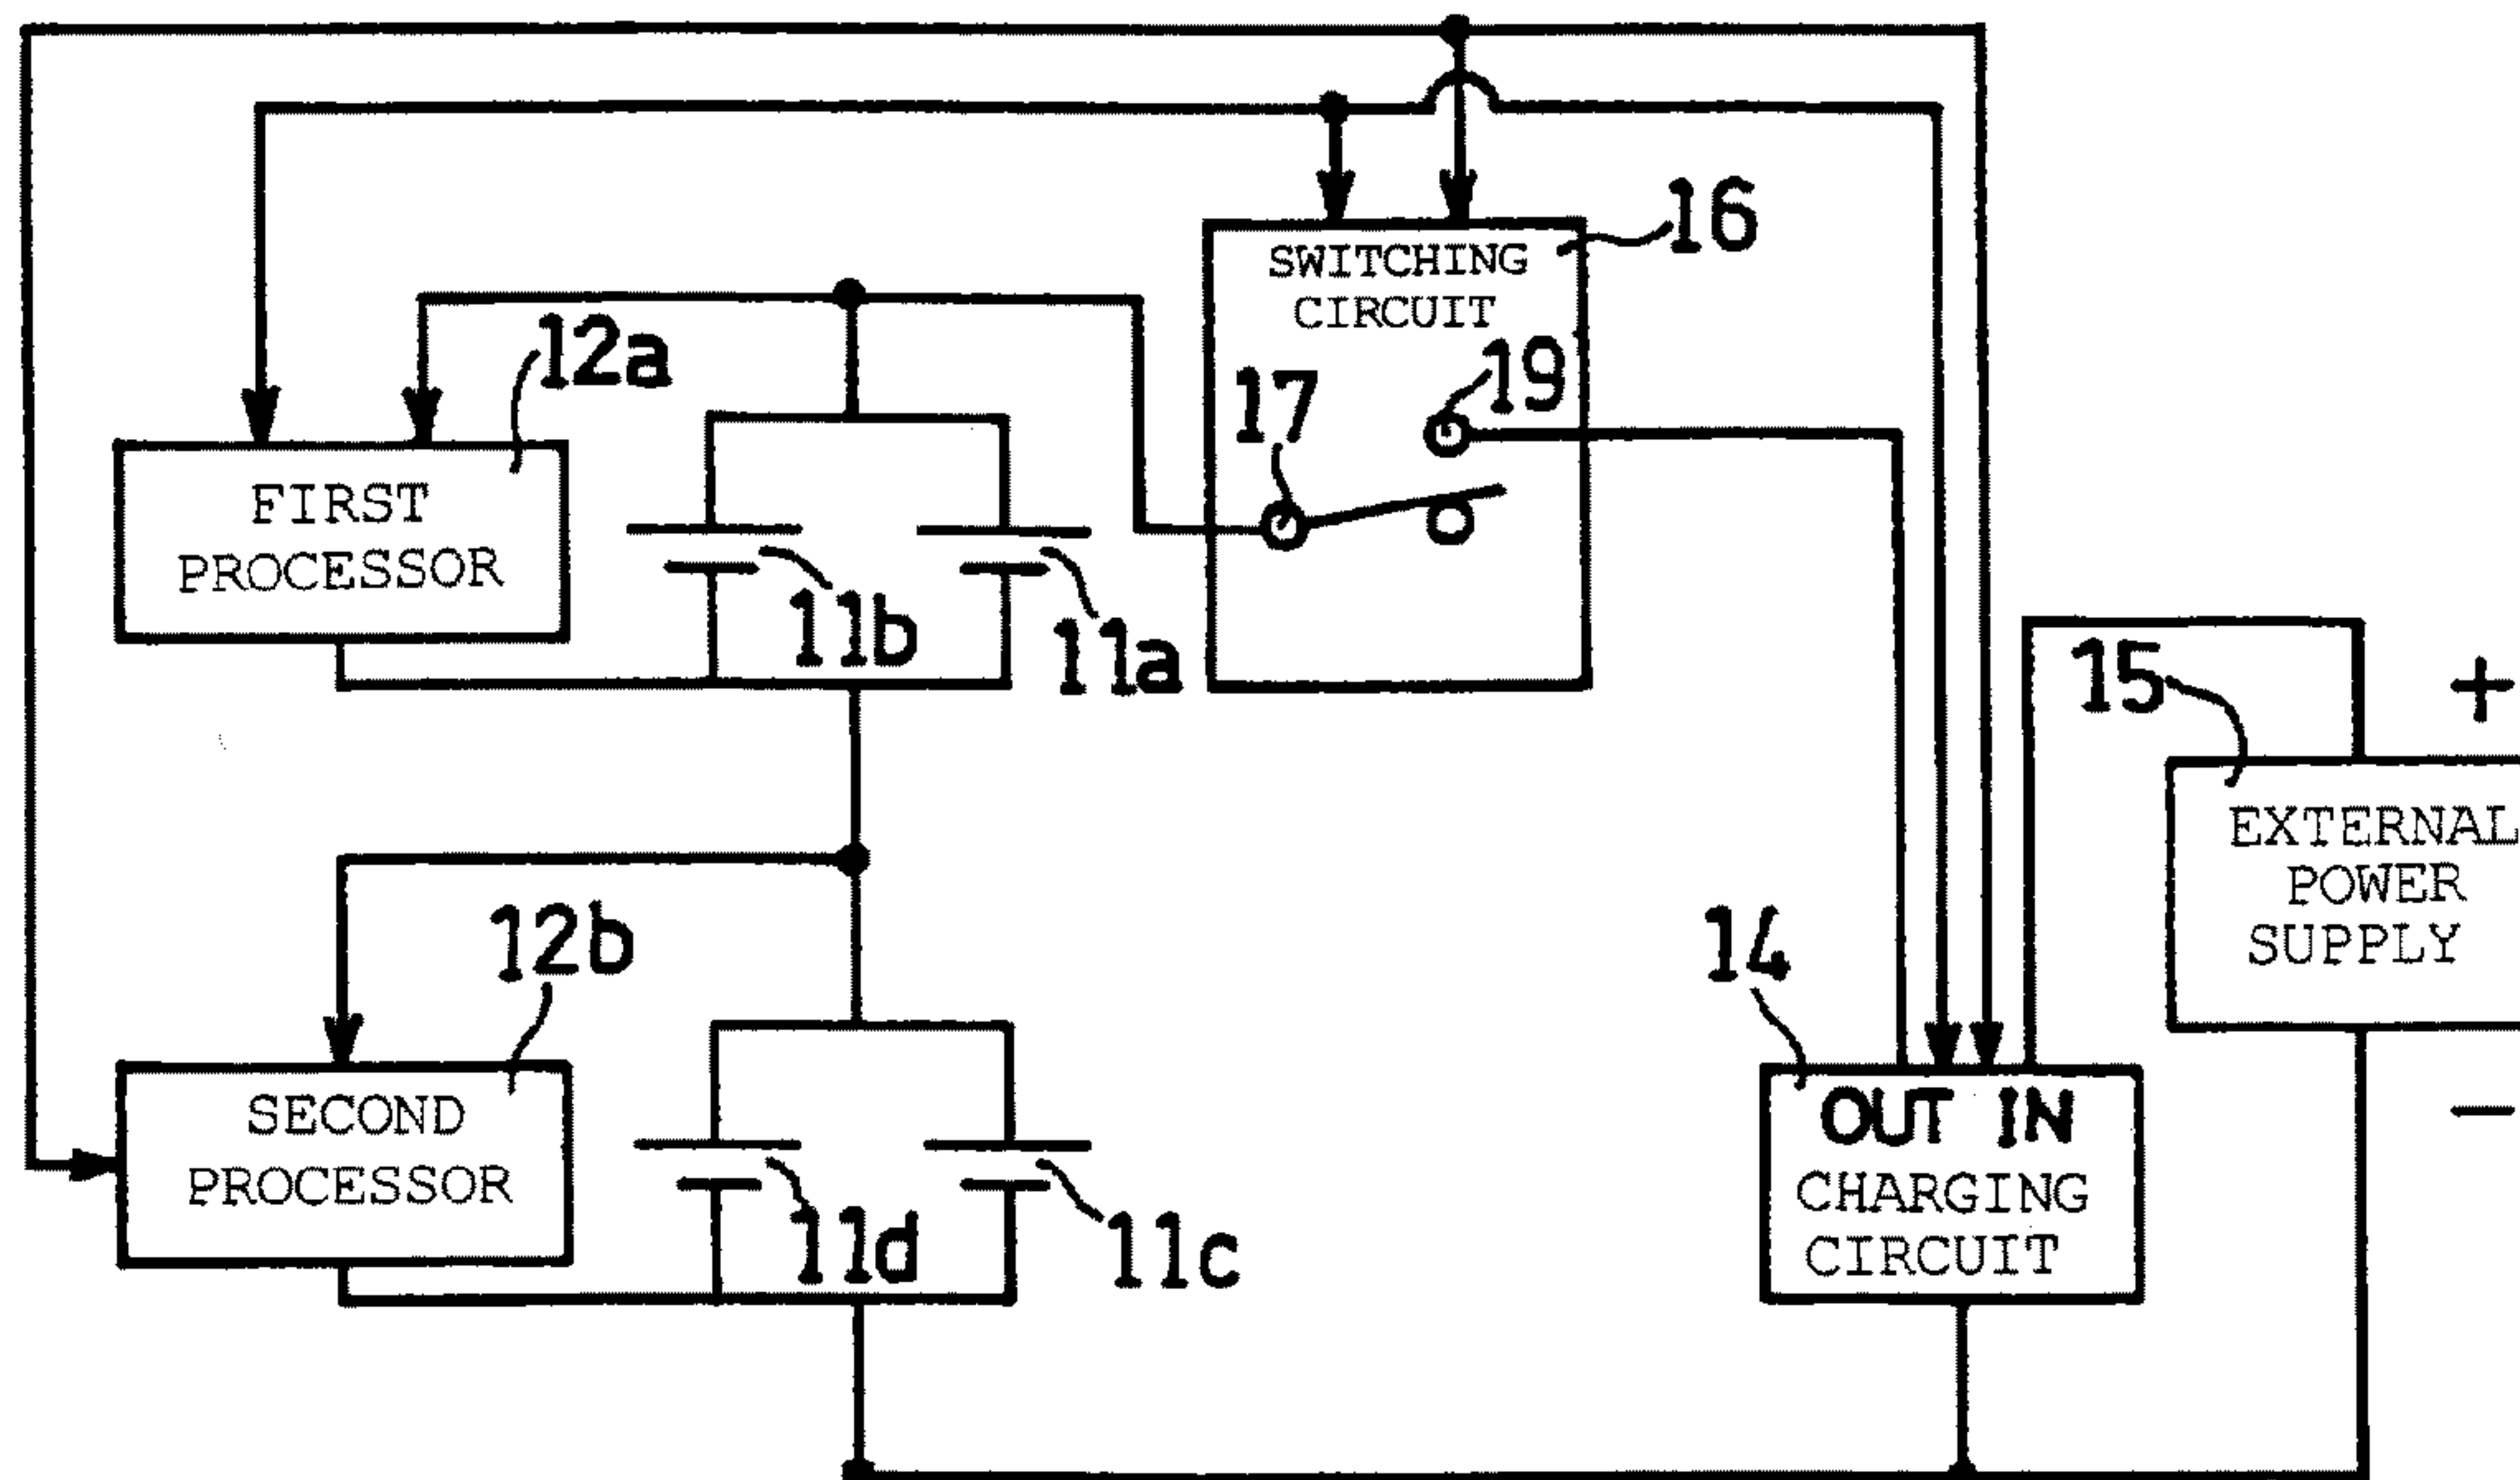 16
SWITCHING
CIRCUIT
12a
17
19
FIRST
PROCESSOR
11b
11a
15
+
EXTERNAL
POWER
SUPPLY
12b
14
−
SECOND
PROCESSOR
11d
11c
OUT IN
CHARGING
CIRCUIT